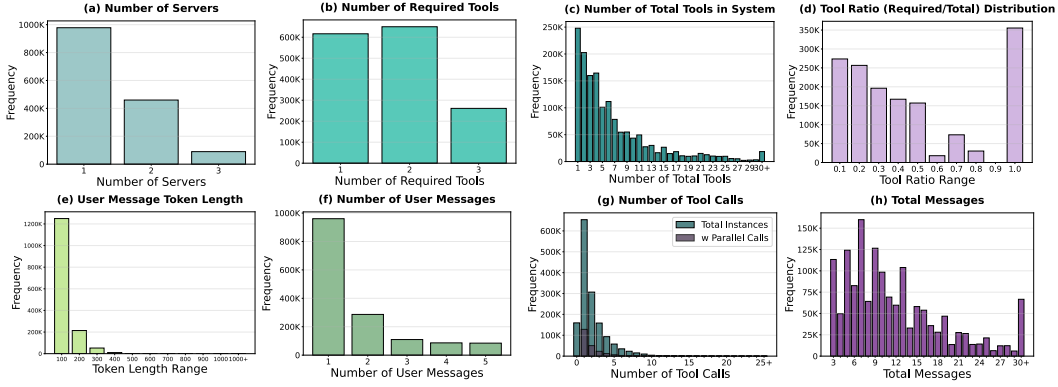 (a) Number of Servers
1000K
800K
600K
400K
200K
0
1 2 3
Frequency
Number of Servers
(b) Number of Required Tools
600K
500K
400K
300K
200K
100K
0
1 2 3
Frequency
Number of Required Tools
(c) Number of Total Tools in System
250K
200K
150K
100K
50K
0
1 3 5 7 9 11 13 15 17 19 21 23 25 27 29 30+
Frequency
Number of Total Tools
(d) Tool Ratio (Required/Total) Distribution
350K
300K
250K
200K
150K
100K
50K
0
0.1 0.2 0.3 0.4 0.5 0.6 0.7 0.8 0.9 1.0
Frequency
Tool Ratio Range
(e) User Message Token Length
1200K
1000K
800K
600K
400K
200K
0
100 200 300 400 500 600 700 800 900 1000 1000+
Frequency
Token Length Range
(f) Number of User Messages
1000K
800K
600K
400K
200K
0
1 2 3 4 5
Frequency
Number of User Messages
(g) Number of Tool Calls
Total Instances
w Parallel Calls
600K
500K
400K
300K
200K
100K
0
0 5 10 15 20 25+
Frequency
Number of Tool Calls
(h) Total Messages
150K
125K
100K
75K
50K
25K
0
3 8 13 18 23 30+
Frequency
Total Messages